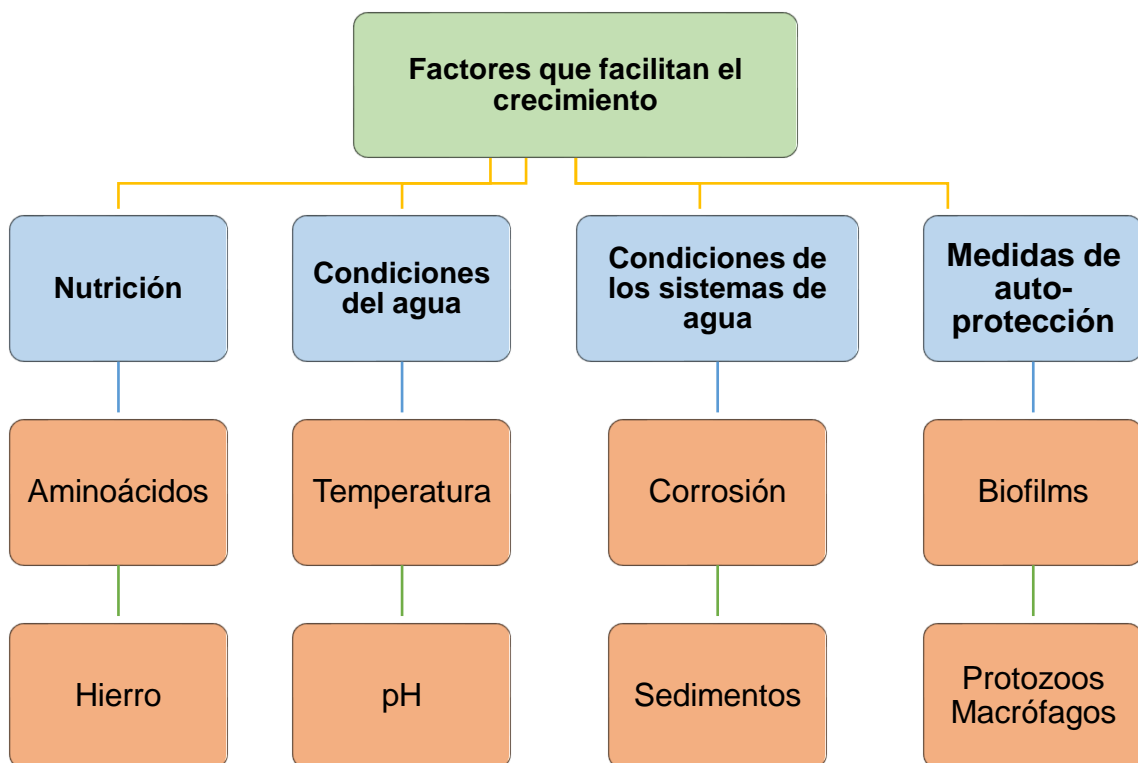 Factores que facilitan el
crecimiento
Nutrición
Condiciones
del agua
Condiciones de
los sistemas de
agua
Medidas de
auto-
protección
Aminoácidos
Temperatura
Corrosión
Biofilms
Hierro
pH
Sedimentos
Protozoos
Macrófagos